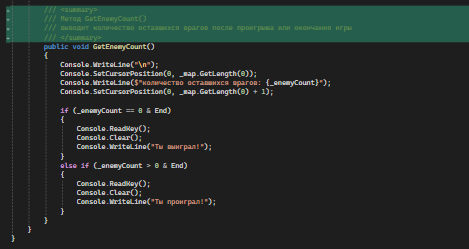 + /// <summary>
+ /// Метод GatEnemyCount()
+ /// выводит количество оставшихся врагов после проигрыва или окончания игры
+ /// </summary>
public void GetEnemyCount()
{
Console.WriteLine("\n");
Console.SetCursorPosition(0, _map.GetLength(0));
Console.WriteLine($"количество оставшихся врагов: {_enemyCount}");
Console.SetCursorPosition(0, _map.GetLength(0) + 1);
if (_enemyCount == 0 & End)
{
Console.ReadKey();
Console.Clear();
Console.WriteLine("Ты выиграл!");
}
else if (_enemyCount > 0 & End)
{
Console.ReadKey();
Console.Clear();
Console.WriteLine("Ты проиграл!");
}
}
}
}